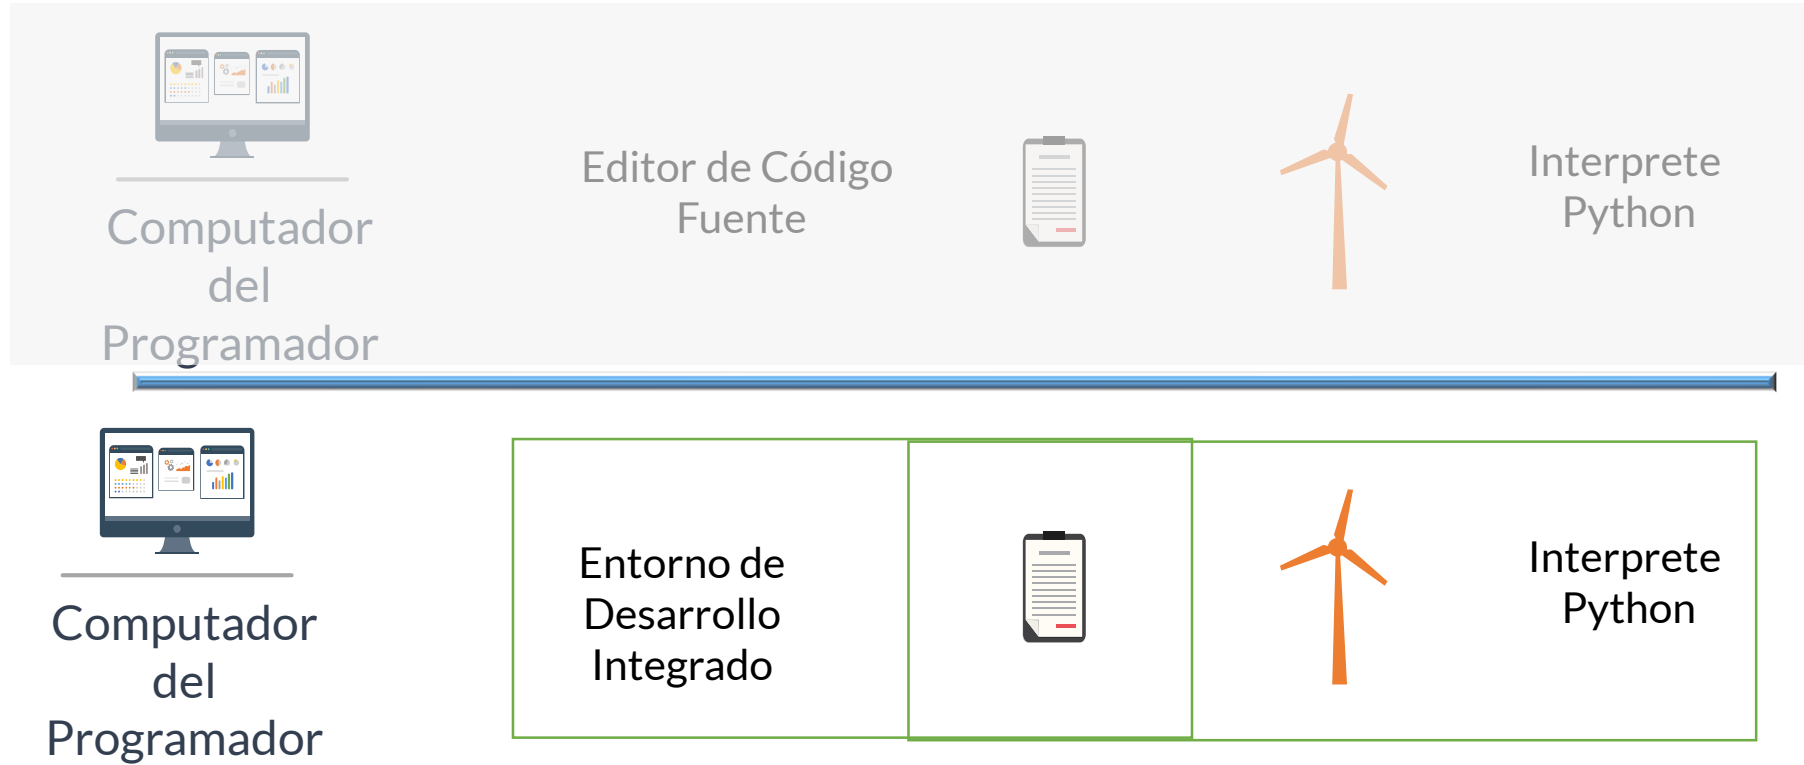 Computador
del
Programador
Editor de Código
Fuente
Interprete
Python
Computador
del
Programador
Entorno de
Desarrollo
Integrado
Interprete
Python